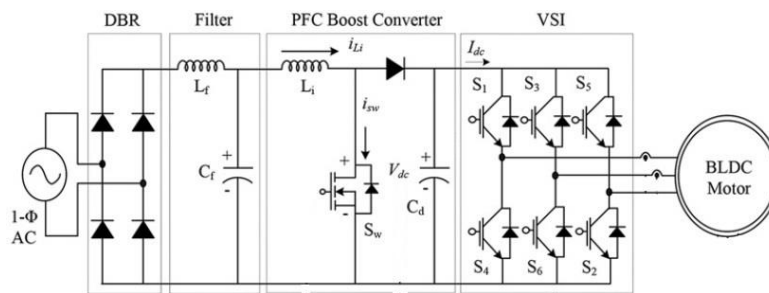 DBR Filter PFC Boost Converter VSI
i_Li I_dc
L_f L_i S_1 S_3 S_5
i_sw
+ + +
C_f V_dc BLDC
- - Motor
1-Φ C_d
AC S_w - S_4 S_6 S_2